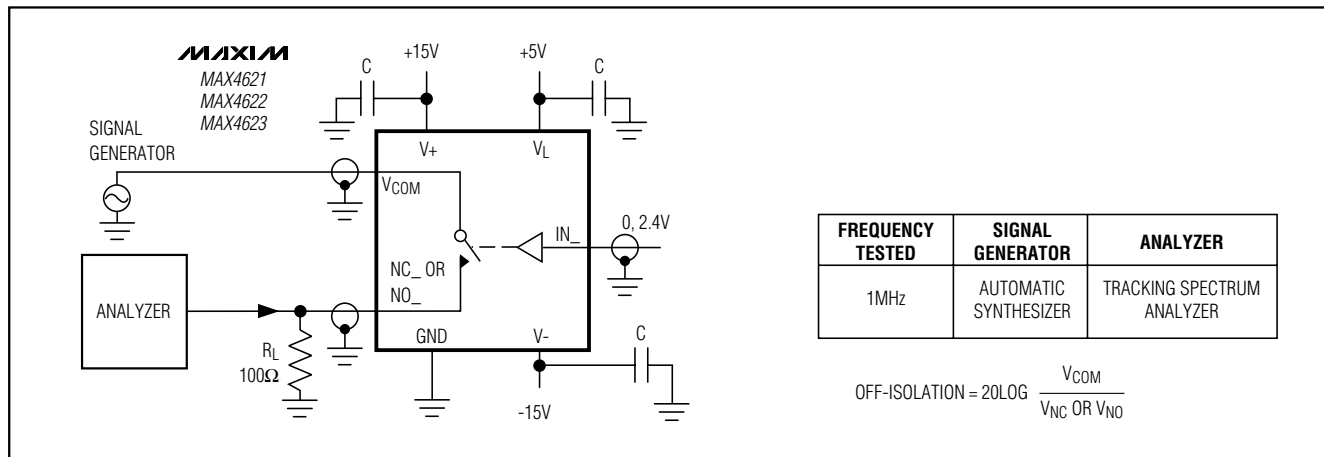 MAXIM
MAX4621
MAX4622
MAX4623
+15V
+5V
C
C
SIGNAL
GENERATOR
V+
VL
VCOM
IN_
0, 2.4V
NC_ OR
NO_
ANALYZER
RL
100Ω
GND
V-
C
-15V
FREQUENCY TESTED
SIGNAL GENERATOR
ANALYZER
1MHz
AUTOMATIC SYNTHESIZER
TRACKING SPECTRUM ANALYZER
OFF-ISOLATION = 20LOG VCOM
VNC OR VNO